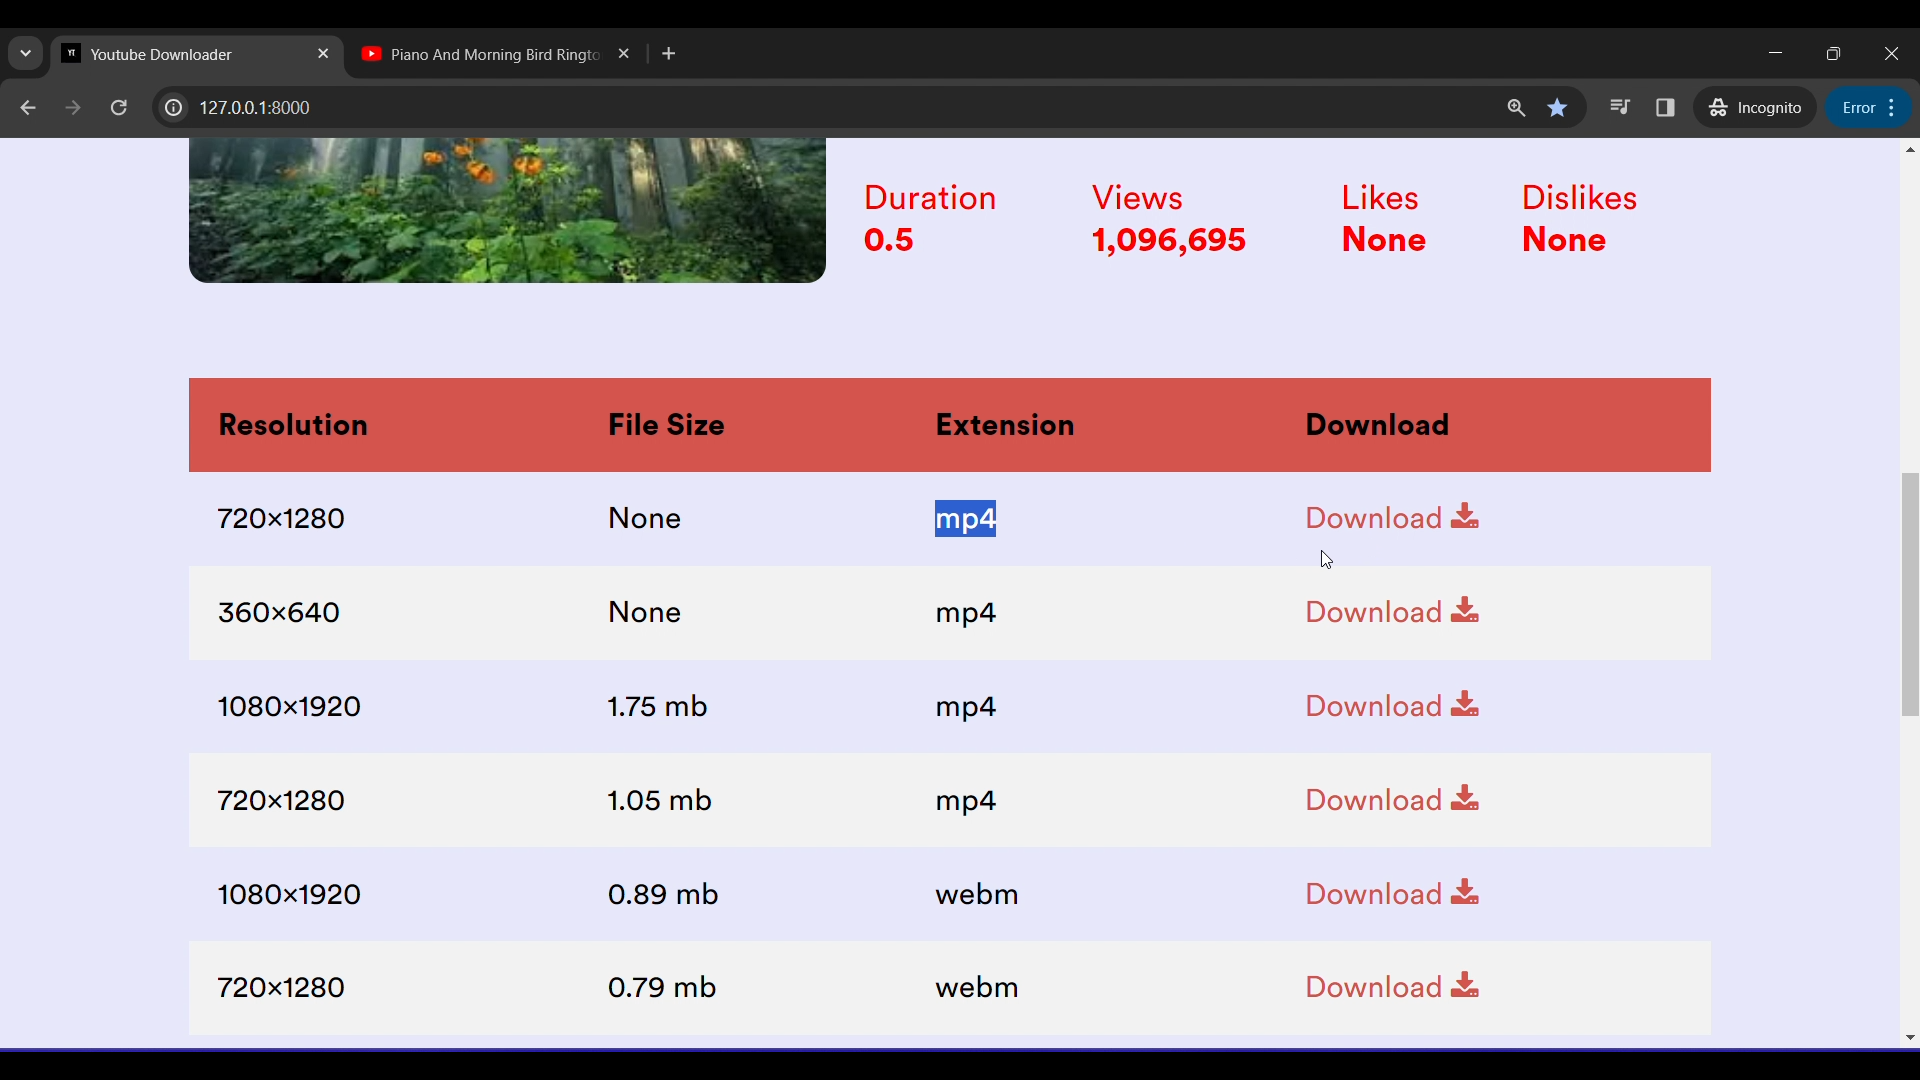 YT Youtube Downloader
Piano And Morning Bird Ringto
127.0.0.1:8000
Incognito
Error
Duration Views Likes Dislikes
0.5 1,096,695 None None
Resolution File Size Extension Download
720×1280 None mp4 Download
360×640 None mp4 Download
1080×1920 1.75 mb mp4 Download
720×1280 1.05 mb mp4 Download
1080×1920 0.89 mb webm Download
720×1280 0.79 mb webm Download